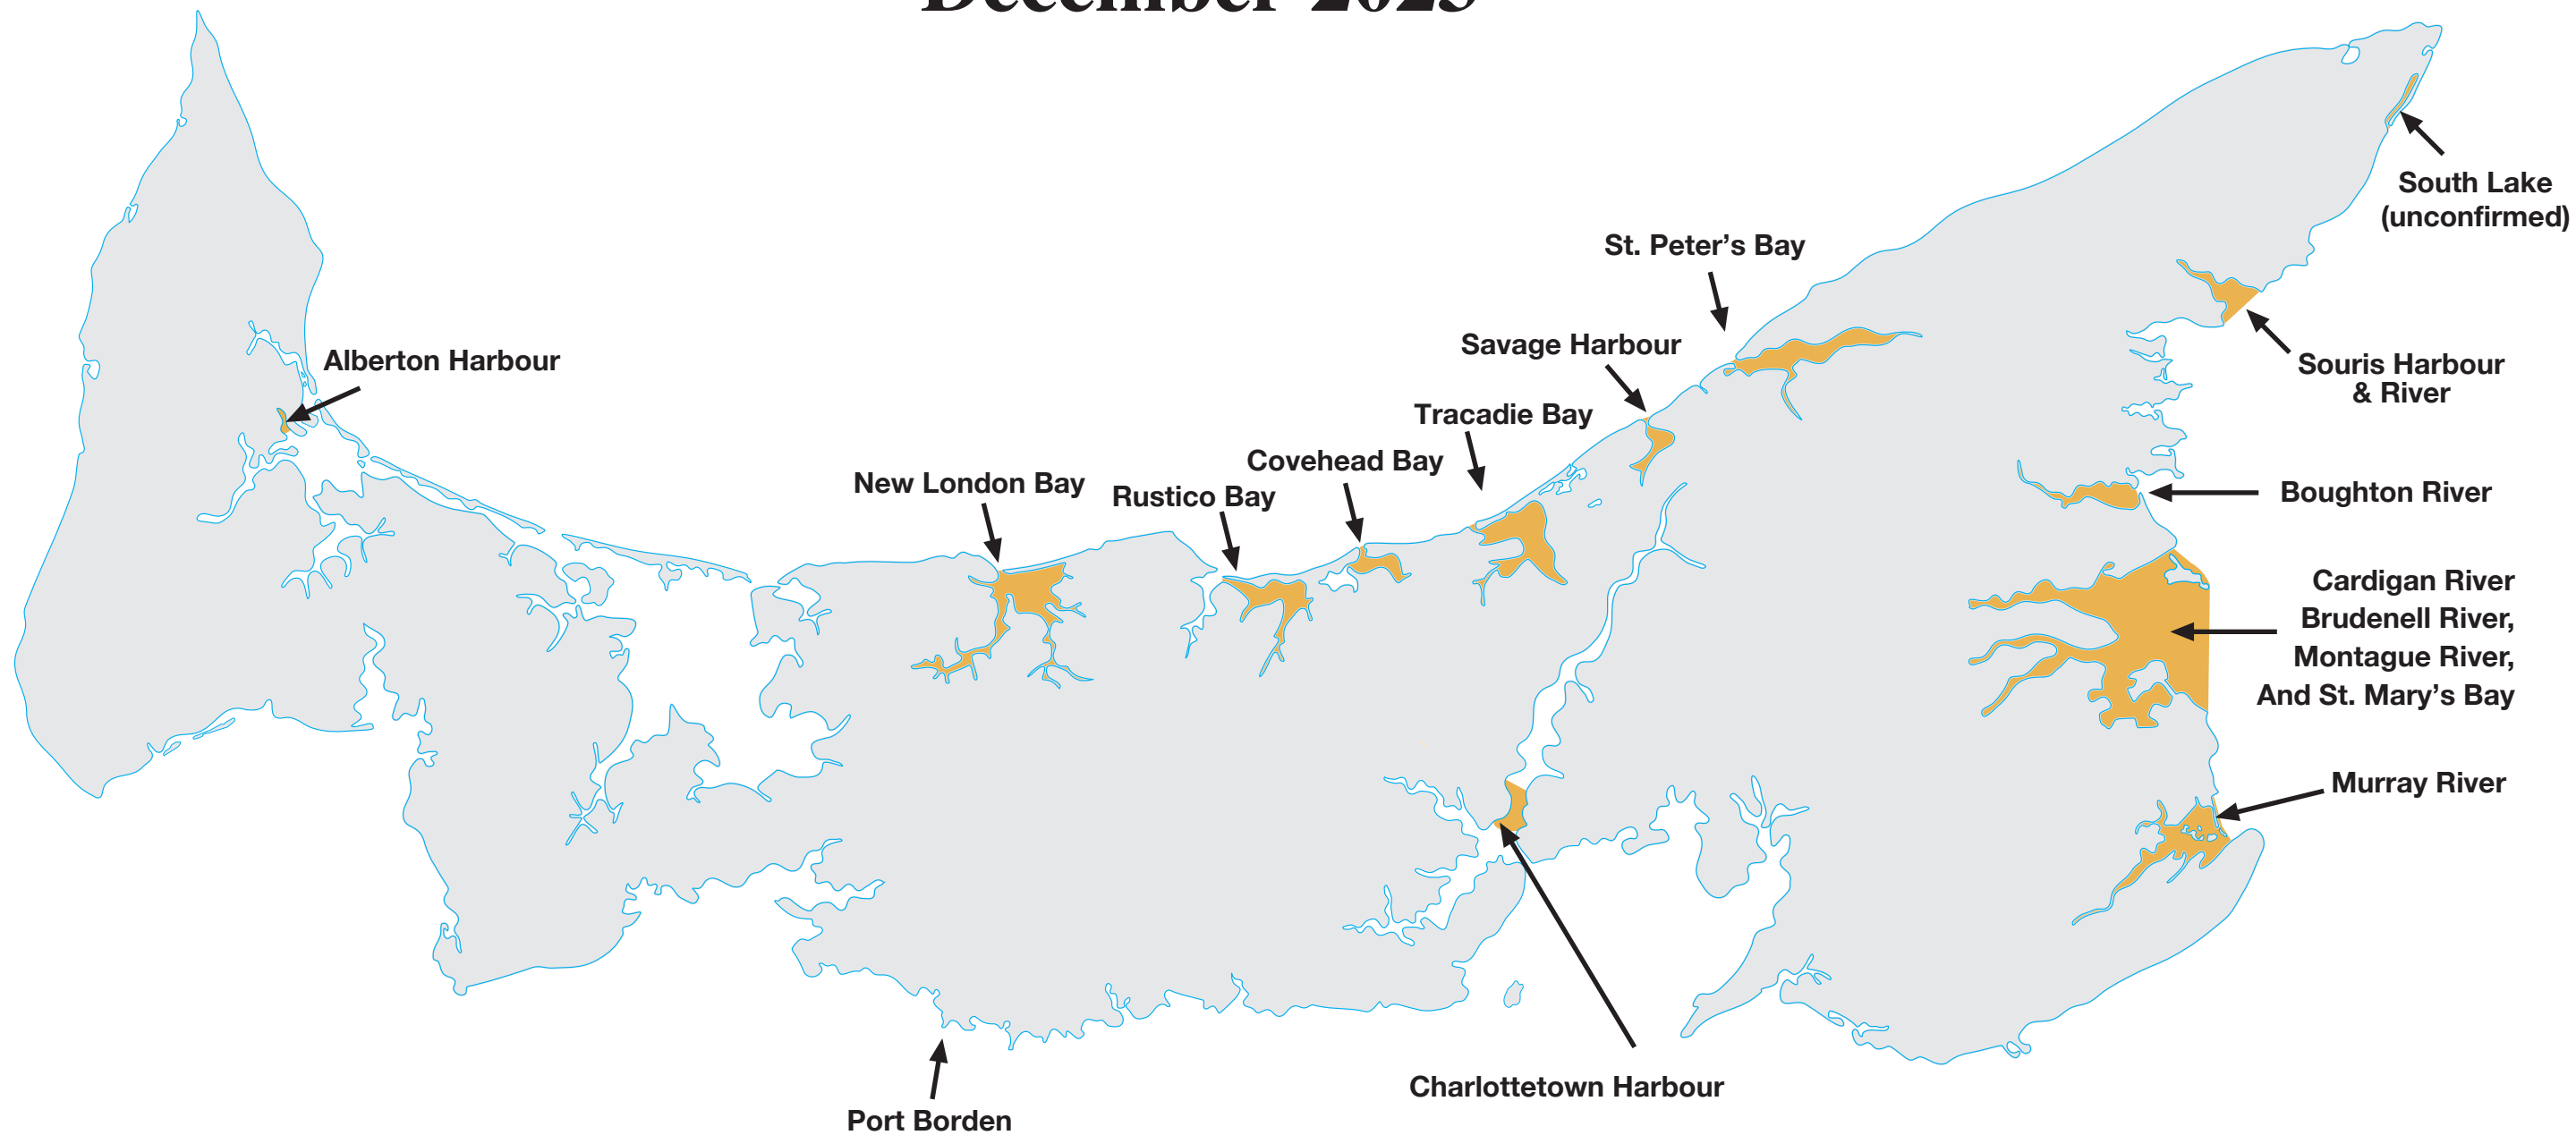 December
South Lake
(unconfirmed)
St. Peter’s Bay
Savage Harbour
Alberton Harbour
Souris Harbour
& River
Tracadie Bay
Covehead Bay
New London Bay
Rustico Bay
Boughton River
Cardigan River
Brudenell River,
Montague River,
And St. Mary’s Bay
Murray River
Charlottetown Harbour
Port Borden